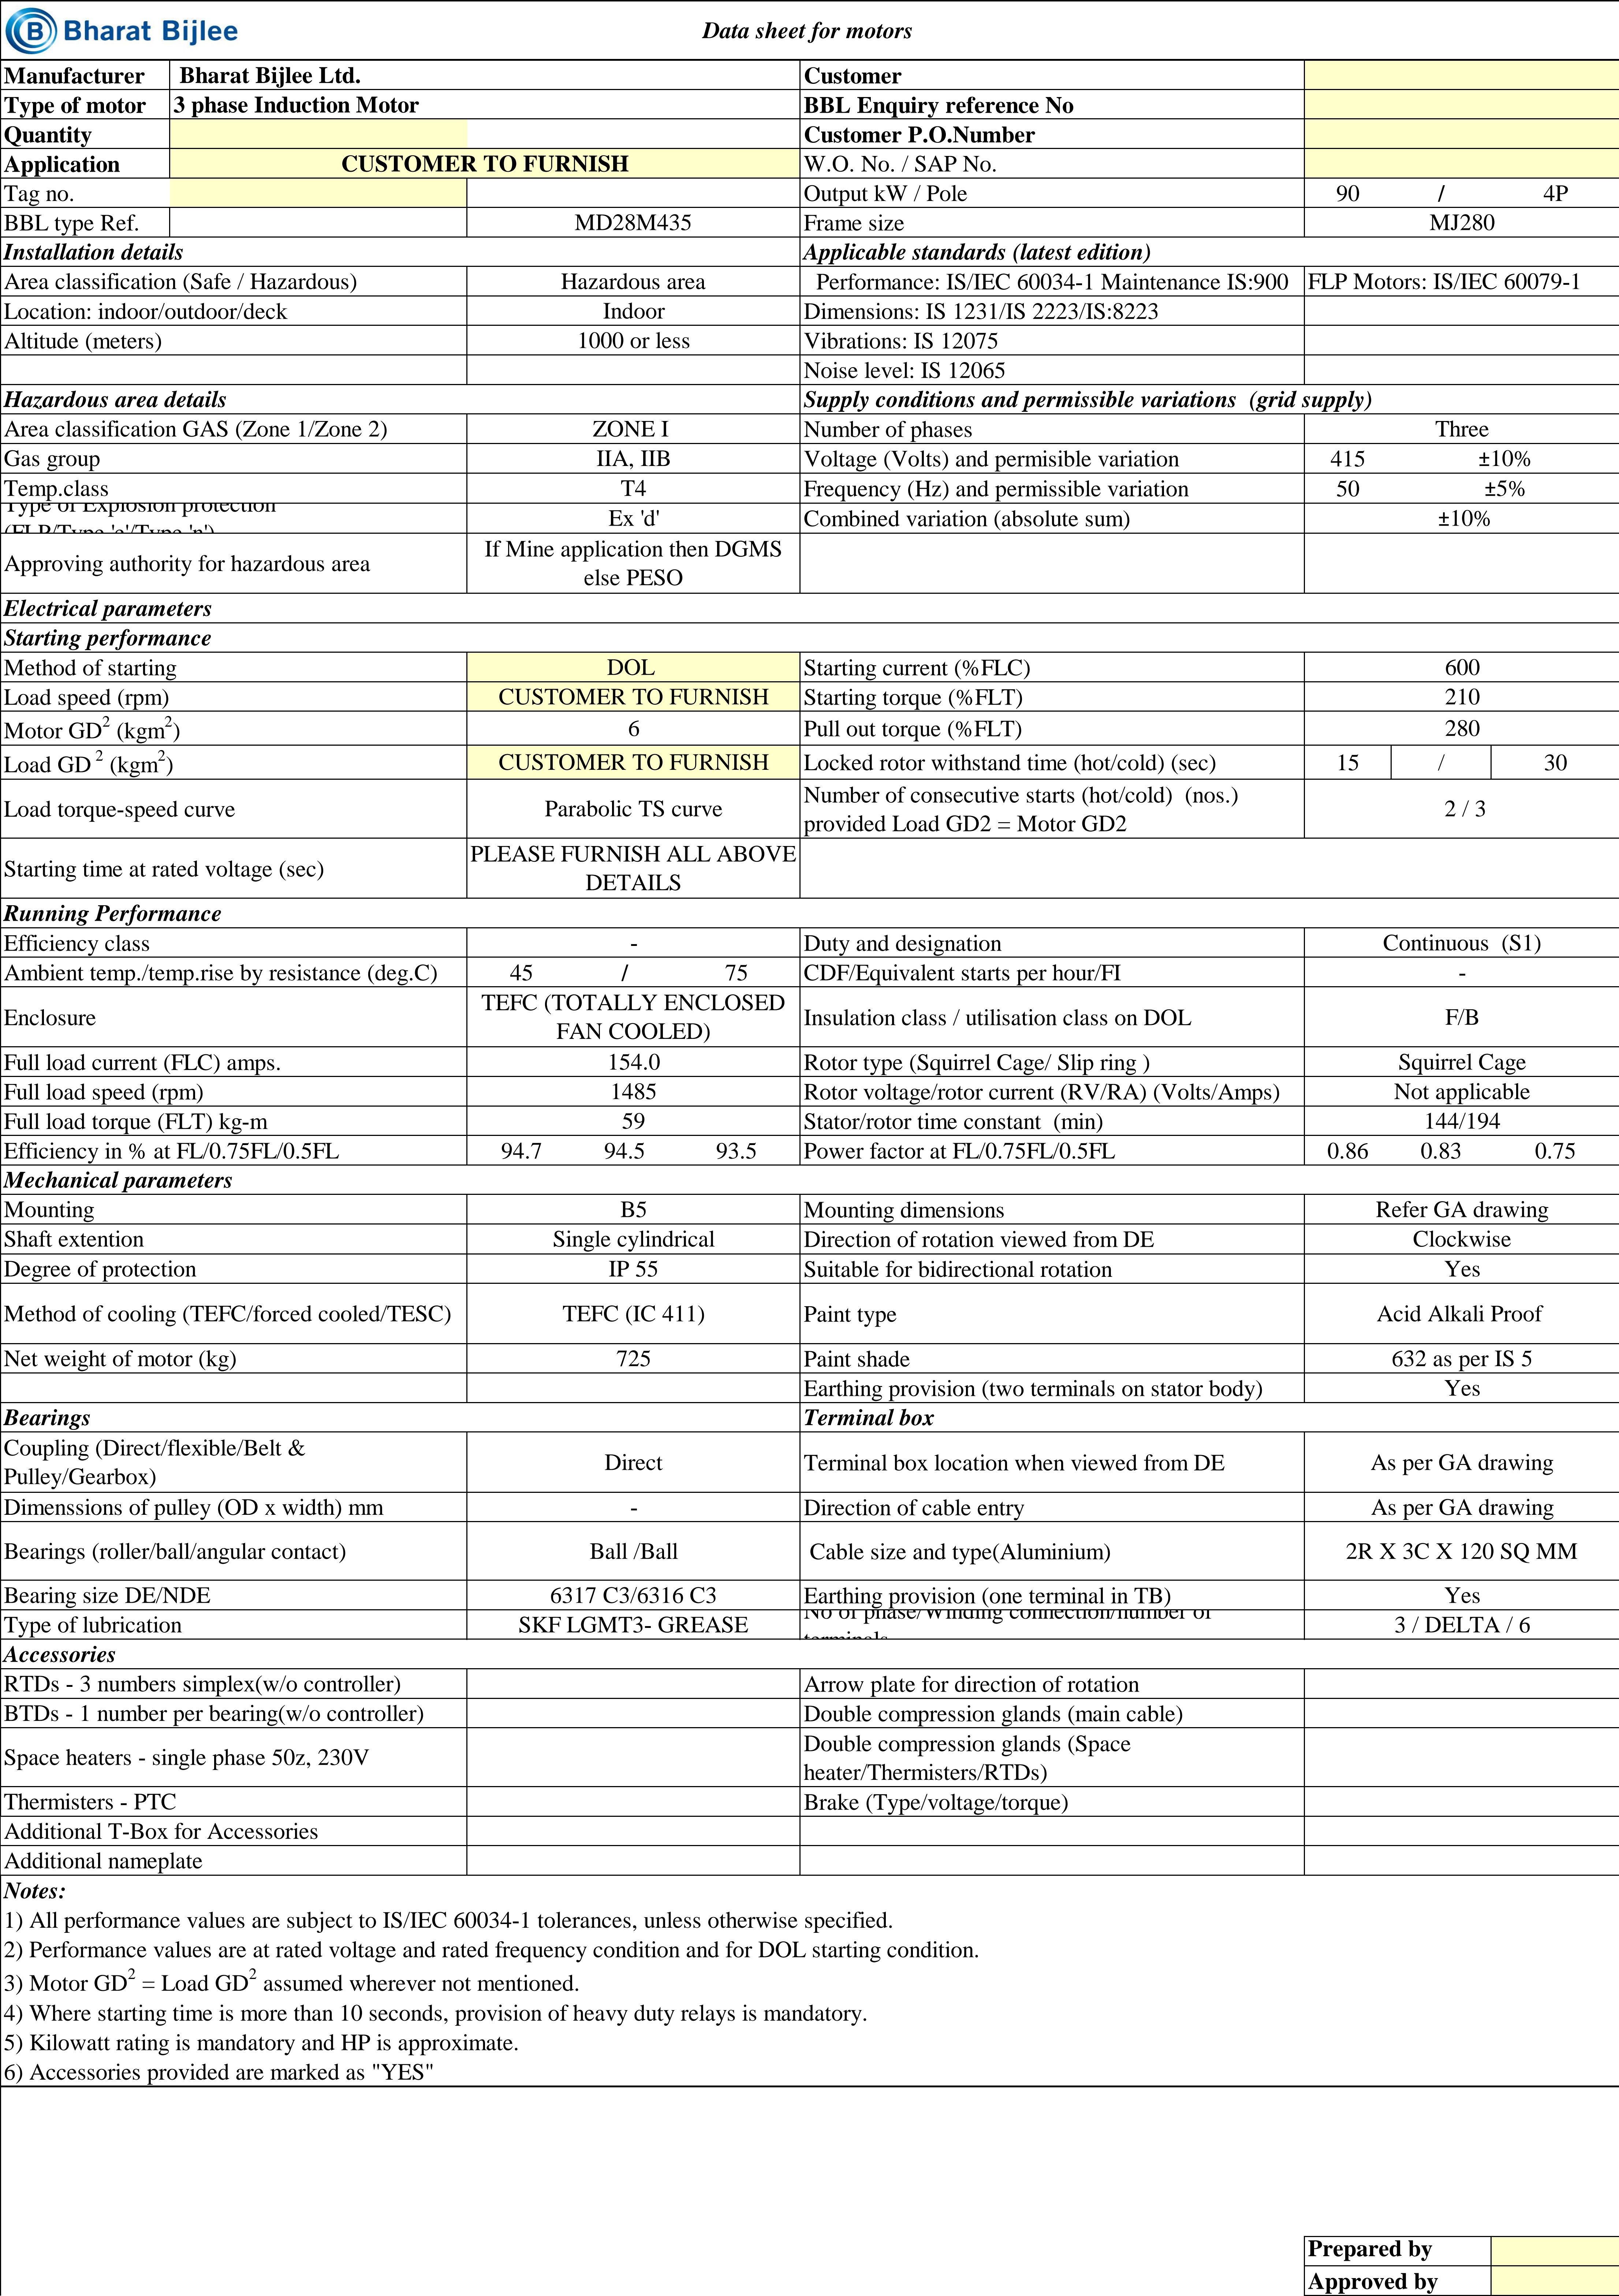 B Bharat Bijlee
Data sheet for motors
Manufacturer Bharat Bijlee Ltd. Customer
Type of motor 3 phase Induction Motor BBL Enquiry reference No
Quantity Customer P.O.Number
Application CUSTOMER TO FURNISH W.O. No. / SAP No.
Tag no. Output kW / Pole 90 / 4P
BBL type Ref. MD28M435 Frame size MJ280
Installation details Applicable standards (latest edition)
Area classification (Safe / Hazardous) Hazardous area Performance: IS/IEC 60034-1 Maintenance IS:900 FLP Motors: IS/IEC 60079-1
Location: indoor/outdoor/deck Indoor Dimensions: IS 1231/IS 2223/IS:8223
Altitude (meters) 1000 or less Vibrations: IS 12075
Noise level: IS 12065
Hazardous area details Supply conditions and permissible variations (grid supply)
Area classification GAS (Zone 1/Zone 2) ZONE I Number of phases Three
Gas group IIA, IIB Voltage (Volts) and permisible variation 415 ±10%
Temp.class T4 Frequency (Hz) and permissible variation 50 ±5%
Type of Explosion protection
(FLP/Type 'e'/Type 'n') Ex 'd' Combined variation (absolute sum) ±10%
Approving authority for hazardous area If Mine application then DGMS
else PESO
Electrical parameters
Starting performance
Method of starting DOL Starting current (%FLC) 600
Load speed (rpm) CUSTOMER TO FURNISH Starting torque (%FLT) 210
Motor GD2 (kgm2) 6 Pull out torque (%FLT) 280
Load GD 2 (kgm2) CUSTOMER TO FURNISH Locked rotor withstand time (hot/cold) (sec) 15 / 30
Load torque-speed curve Parabolic TS curve Number of consecutive starts (hot/cold) (nos.)
provided Load GD2 = Motor GD2 2 / 3
Starting time at rated voltage (sec) PLEASE FURNISH ALL ABOVE
DETAILS
Running Performance
Efficiency class - Duty and designation Continuous (S1)
Ambient temp./temp.rise by resistance (deg.C) 45 / 75 CDF/Equivalent starts per hour/FI -
Enclosure TEFC (TOTALLY ENCLOSED
FAN COOLED) Insulation class / utilisation class on DOL F/B
Full load current (FLC) amps. 154.0 Rotor type (Squirrel Cage/ Slip ring ) Squirrel Cage
Full load speed (rpm) 1485 Rotor voltage/rotor current (RV/RA) (Volts/Amps) Not applicable
Full load torque (FLT) kg-m 59 Stator/rotor time constant (min) 144/194
Efficiency in % at FL/0.75FL/0.5FL 94.7 94.5 93.5 Power factor at FL/0.75FL/0.5FL 0.86 0.83 0.75
Mechanical parameters
Mounting B5 Mounting dimensions Refer GA drawing
Shaft extention Single cylindrical Direction of rotation viewed from DE Clockwise
Degree of protection IP 55 Suitable for bidirectional rotation Yes
Method of cooling (TEFC/forced cooled/TESC) TEFC (IC 411) Paint type Acid Alkali Proof
Net weight of motor (kg) 725 Paint shade 632 as per IS 5
Earthing provision (two terminals on stator body) Yes
Bearings Terminal box
Coupling (Direct/flexible/Belt &
Pulley/Gearbox) Direct Terminal box location when viewed from DE As per GA drawing
Dimenssions of pulley (OD x width) mm - Direction of cable entry As per GA drawing
Bearings (roller/ball/angular contact) Ball /Ball Cable size and type(Aluminium) 2R X 3C X 120 SQ MM
Bearing size DE/NDE 6317 C3/6316 C3 Earthing provision (one terminal in TB) Yes
Type of lubrication SKF LGMT3- GREASE No of phase/Winding connection/number of
terminals 3 / DELTA / 6
Accessories
RTDs - 3 numbers simplex(w/o controller) Arrow plate for direction of rotation
BTDs - 1 number per bearing(w/o controller) Double compression glands (main cable)
Space heaters - single phase 50z, 230V Double compression glands (Space
heater/Thermisters/RTDs)
Thermisters - PTC Brake (Type/voltage/torque)
Additional T-Box for Accessories
Additional nameplate
Notes:
1) All performance values are subject to IS/IEC 60034-1 tolerances, unless otherwise specified.
2) Performance values are at rated voltage and rated frequency condition and for DOL starting condition.
3) Motor GD2 = Load GD2 assumed wherever not mentioned.
4) Where starting time is more than 10 seconds, provision of heavy duty relays is mandatory.
5) Kilowatt rating is mandatory and HP is approximate.
6) Accessories provided are marked as "YES"
Prepared by
Approved by